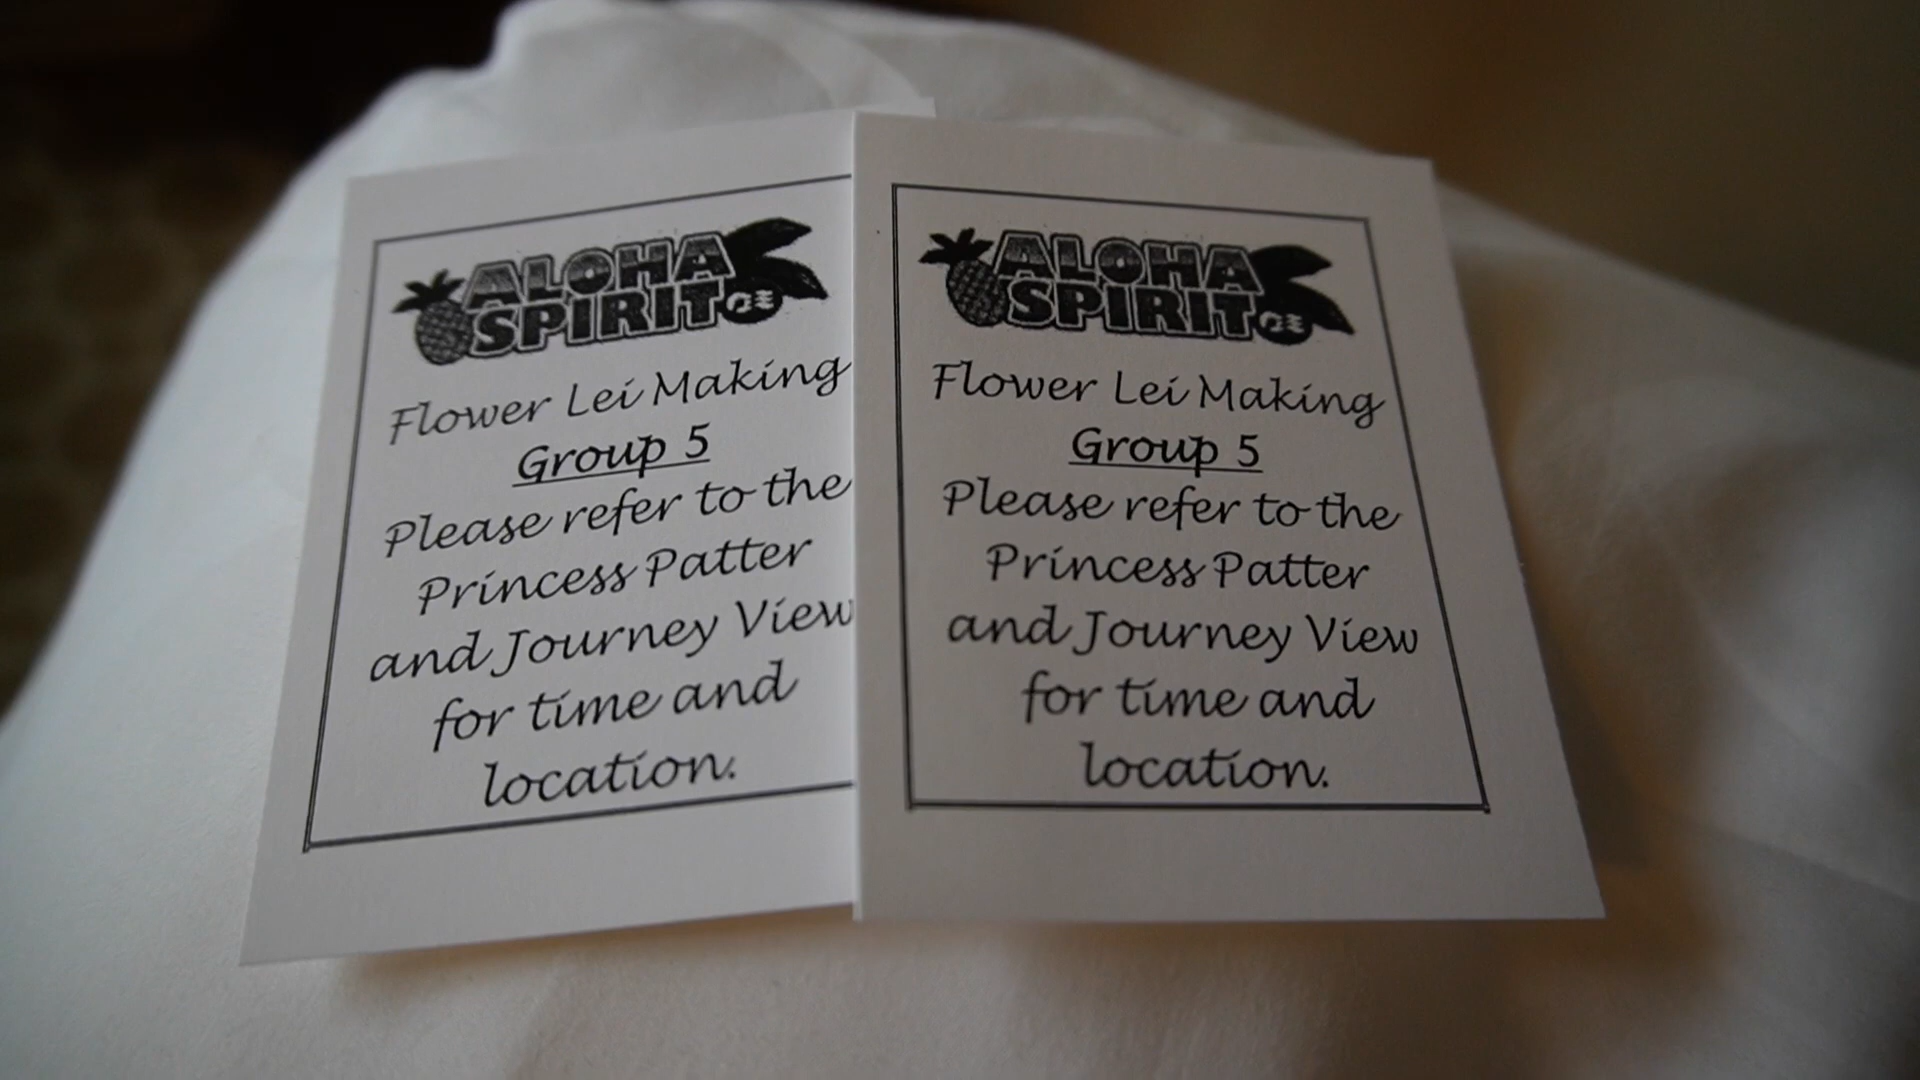 ALOHA
SPIRIT
Flower Lei Making
Group 5
Please refer to the
Princess Patter
and Journey View
for time and
location.
ALOHA
SPIRIT
Flower Lei Making
Group 5
Please refer to the
Princess Patter
and Journey View
for time and
location.